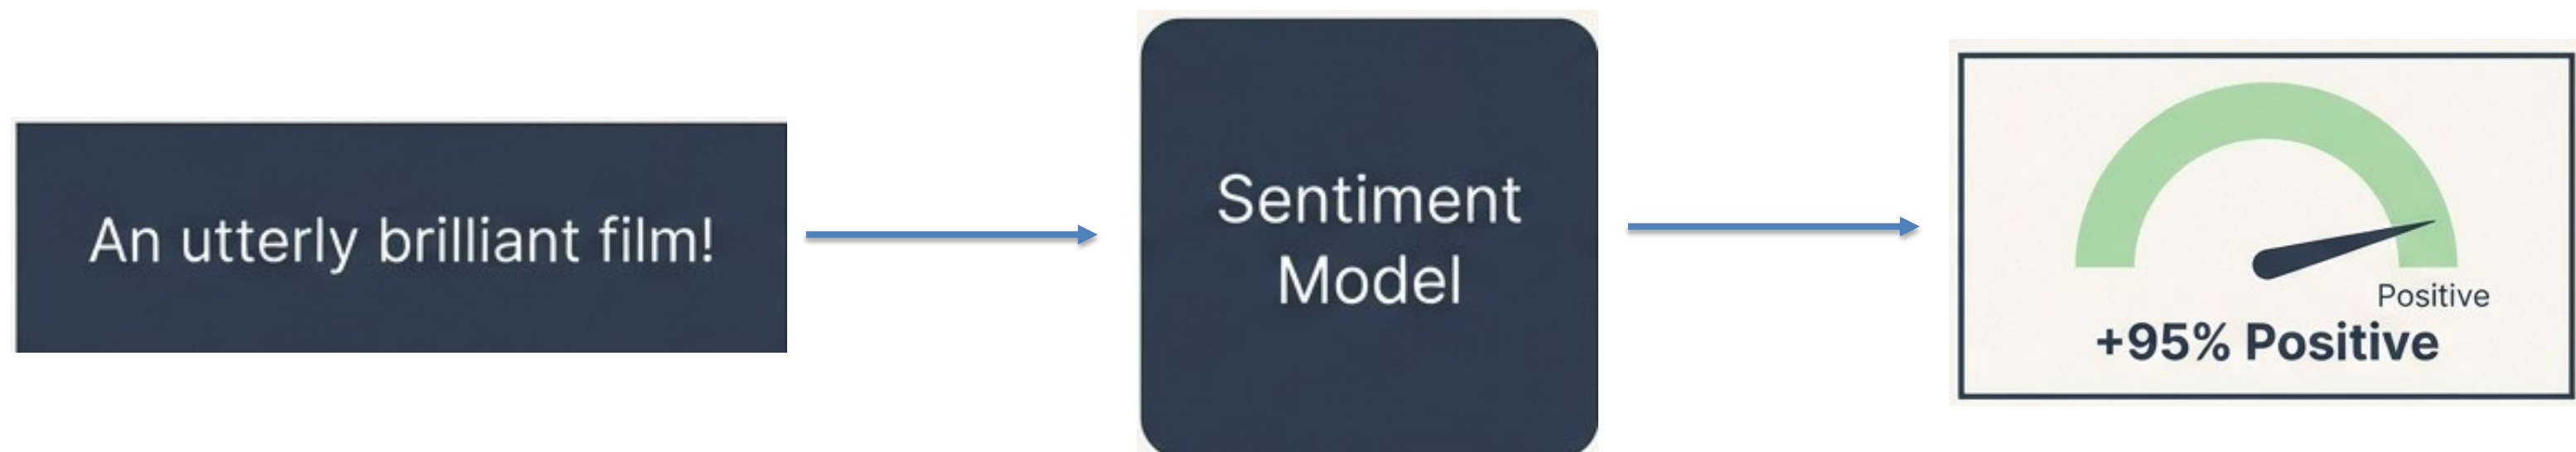 An utterly brilliant film!
Sentiment
Model
Positive
+95% Positive